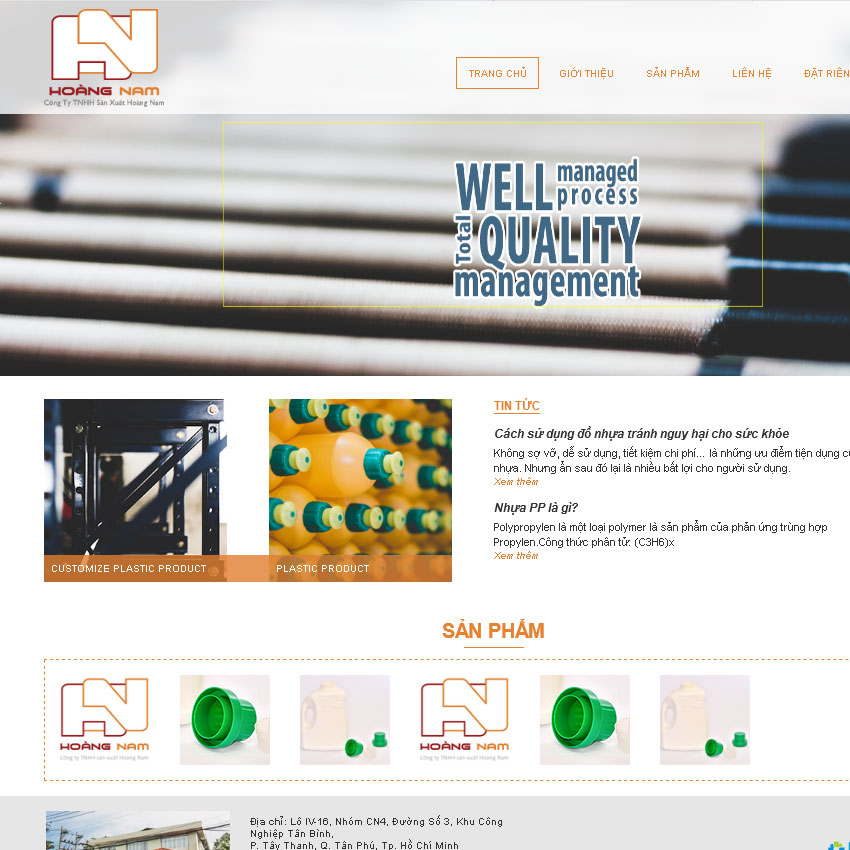 HOÀNG NAM
Công Ty TNHH Sản Xuất Hoàng Nam
TRANG CHỦ
GIỚI THIỆU
SẢN PHẨM
LIÊN HỆ
ĐẶT RIÊN
WELL managed process
Total QUALITY
management
CUSTOMIZE PLASTIC PRODUCT
PLASTIC PRODUCT
TIN TỨC
Cách sử dụng đồ nhựa tránh nguy hại cho sức khỏe
Không sợ vỡ, dễ sử dụng, tiết kiệm chi phí... là những ưu điểm tiện dụng
nhựa. Nhưng ẩn sau đó lại là nhiều bất lợi cho người sử dụng.
Xem thêm
Nhựa PP là gì?
Polypropylen là một loại polymer là sản phẩm của phản ứng trùng hợp
Propylen.Công thức phân tử: (C3H6)x
Xem thêm
SẢN PHẨM
HOÀNG NAM
Công ty TNHH sản xuất Hoàng Nam
HOÀNG NAM
Công ty TNHH sản xuất Hoàng Nam
Địa chỉ: Lô IV-16, Nhóm CN4, Đường Số 3, Khu Công
Nghiệp Tân Bình,
P. Tây Thạnh, Q. Tân Phú, Tp. Hồ Chí Minh